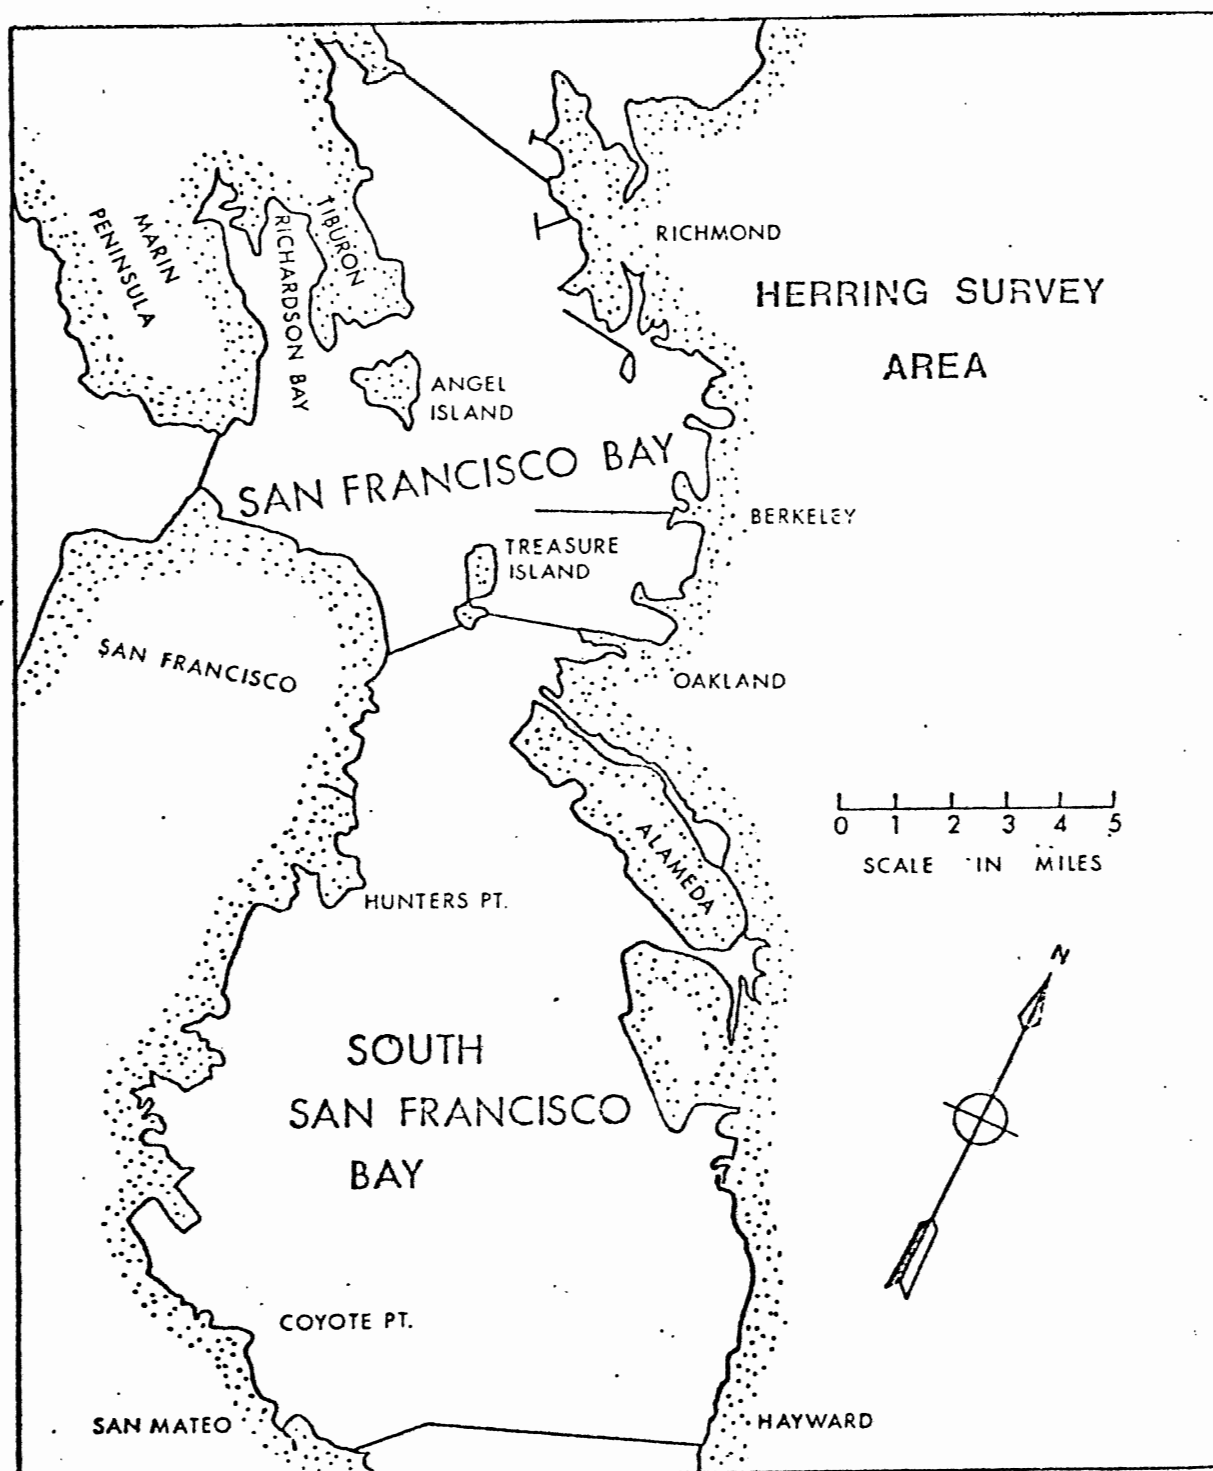 RICHMOND
HERRING SURVEY
AREA
MARIN
PENINSULA
RICHARDSON BAY
TIBURON
ANGEL
ISLAND
SAN FRANCISCO BAY
BERKELEY
TREASURE
ISLAND
SAN FRANCISCO
OAKLAND
0 1 2 3 4 5
SCALE IN MILES
ALAMEDA
HUNTERS PT.
N
SOUTH
SAN FRANCISCO
BAY
COYOTE PT.
SAN MATEO
HAYWARD